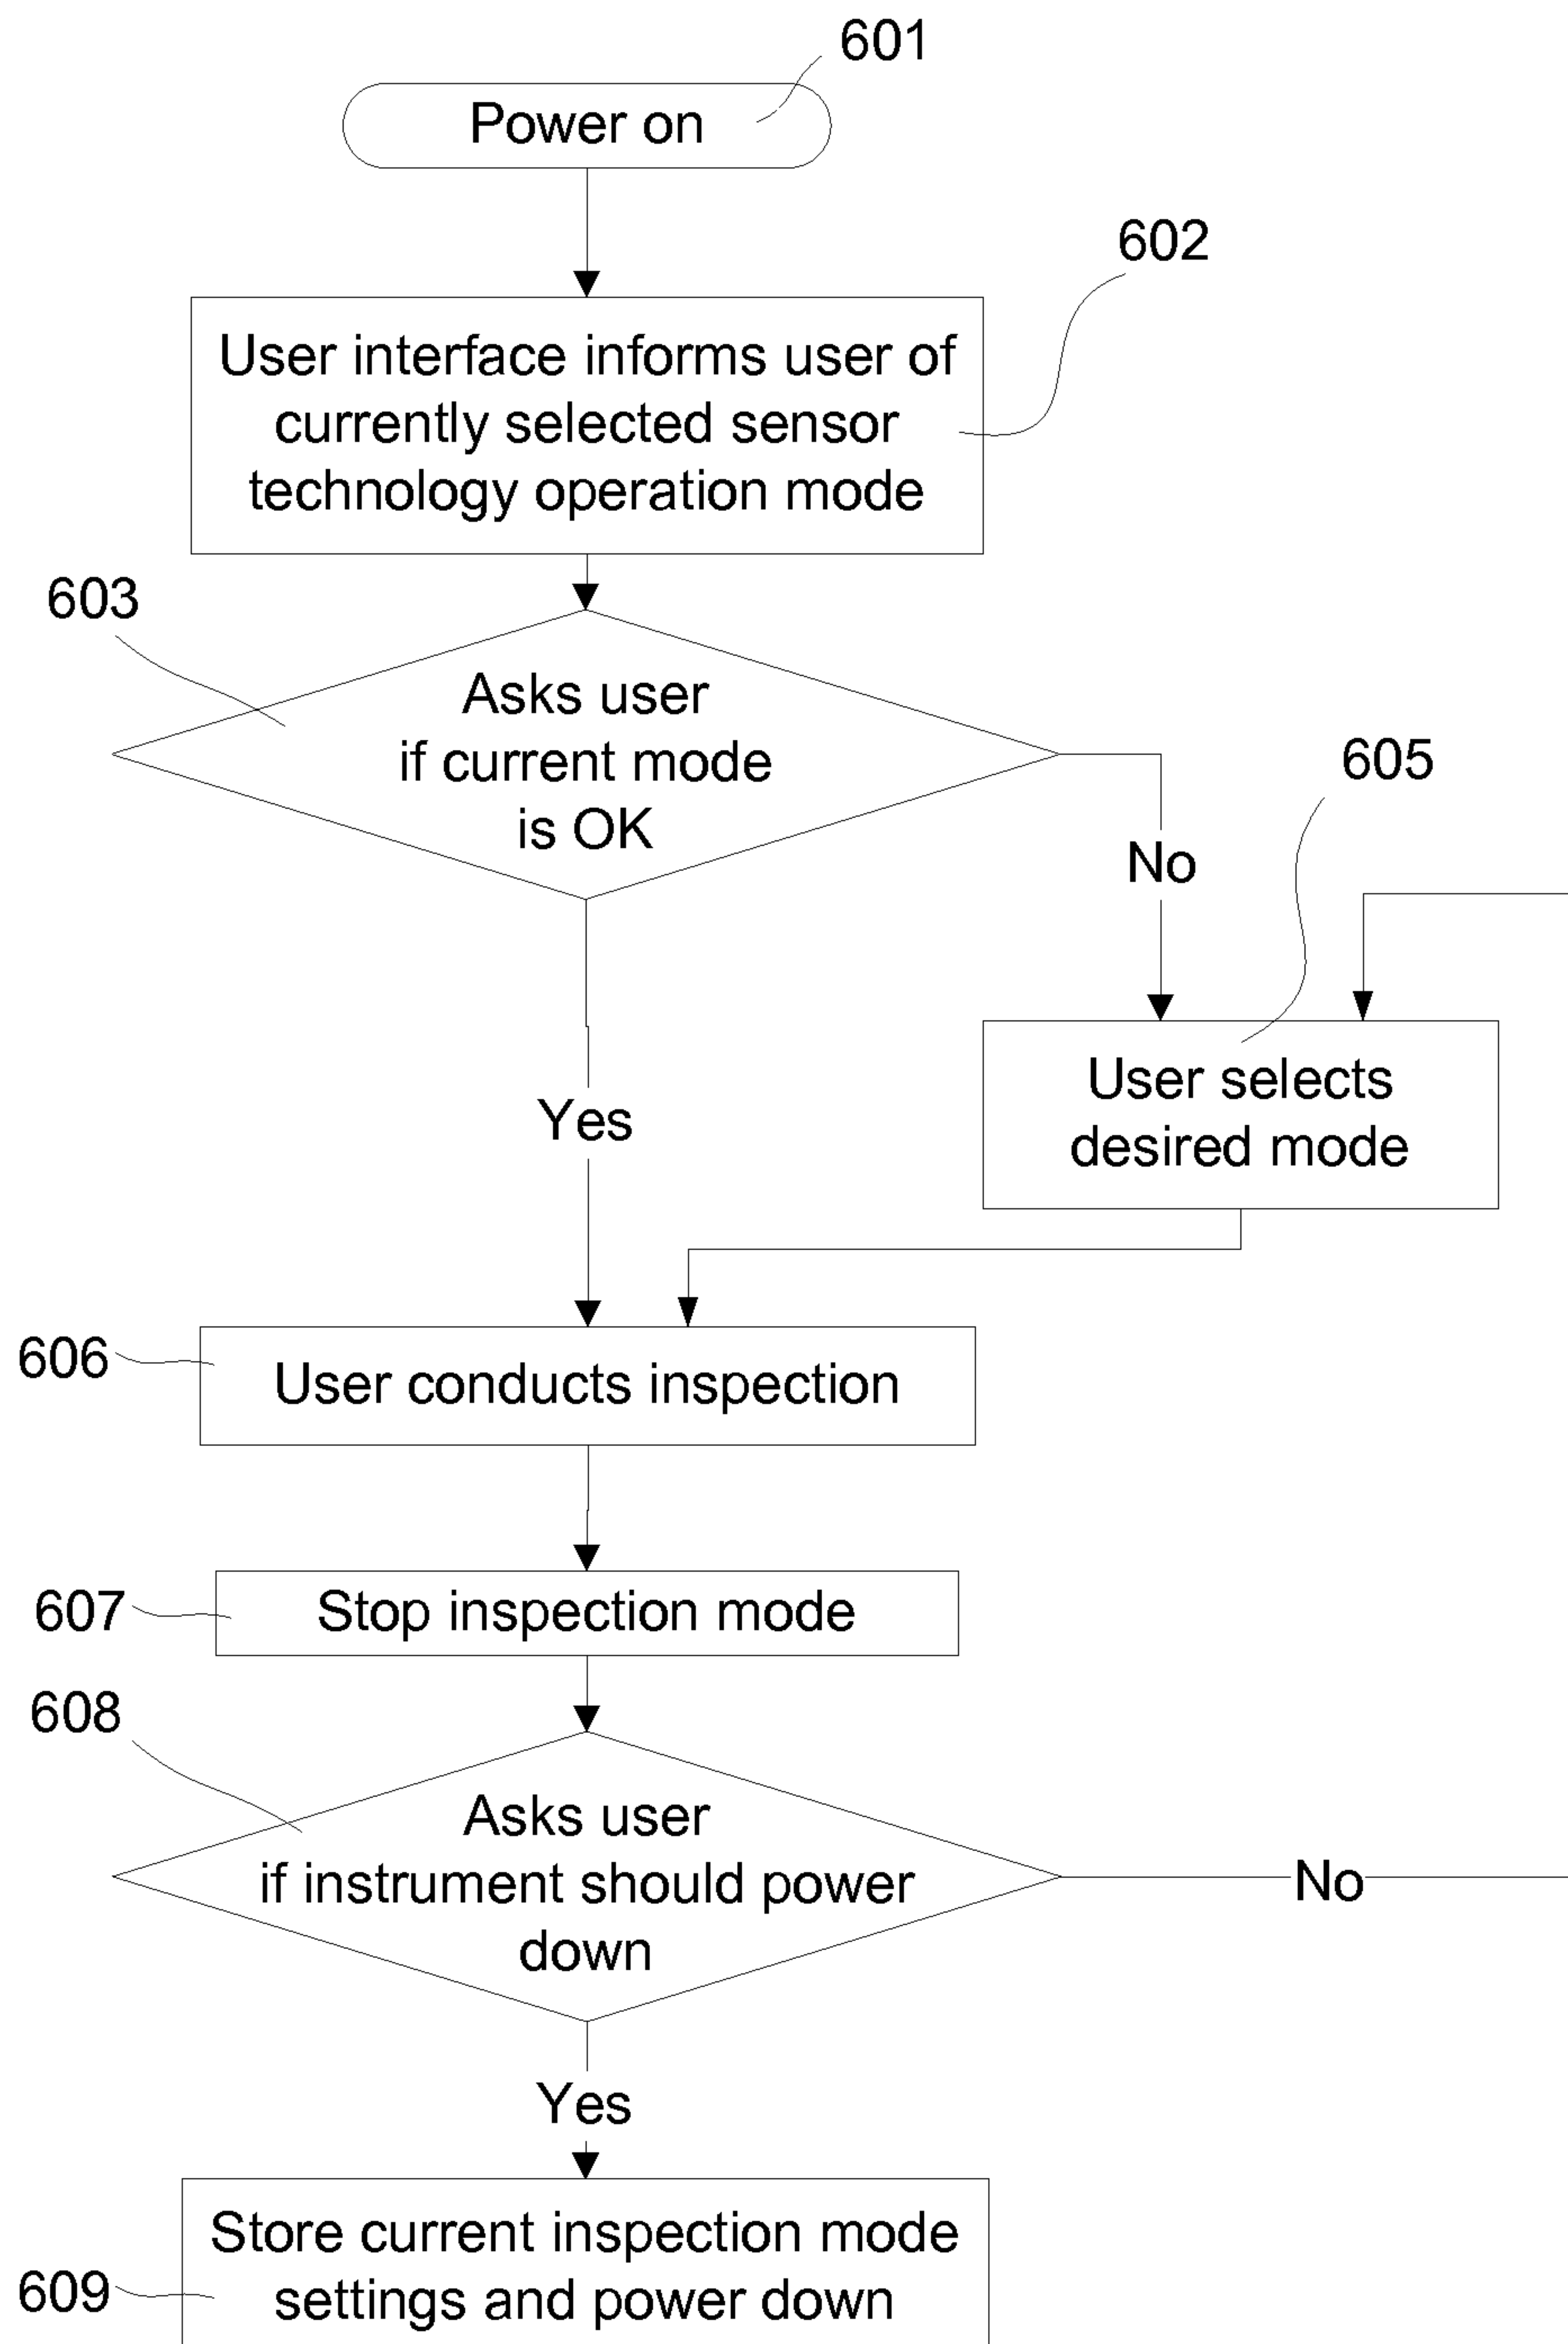 601
Power on
602
User interface informs user of
currently selected sensor
technology operation mode
603
Asks user
if current mode
is OK
605
No
User selects
desired mode
Yes
606
User conducts inspection
607
Stop inspection mode
608
Asks user
if instrument should power
down
No
Yes
Store current inspection mode
settings and power down
609